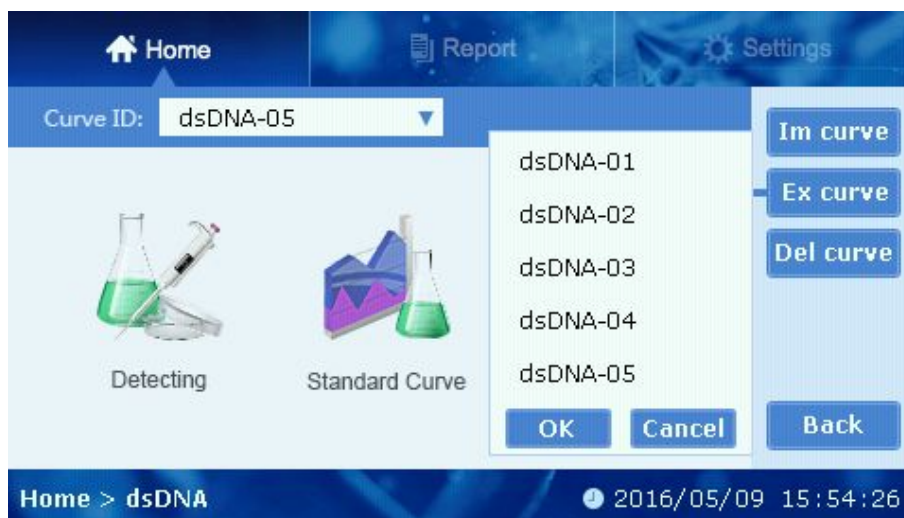 Home
Report
Settings
Curve ID:
dsDNA-05
Im curve
Ex curve
Del curve
dsDNA-01
dsDNA-02
dsDNA-03
dsDNA-04
dsDNA-05
Detecting
Standard Curve
OK
Cancel
Back
Home > dsDNA
2016/05/09 15:54:26